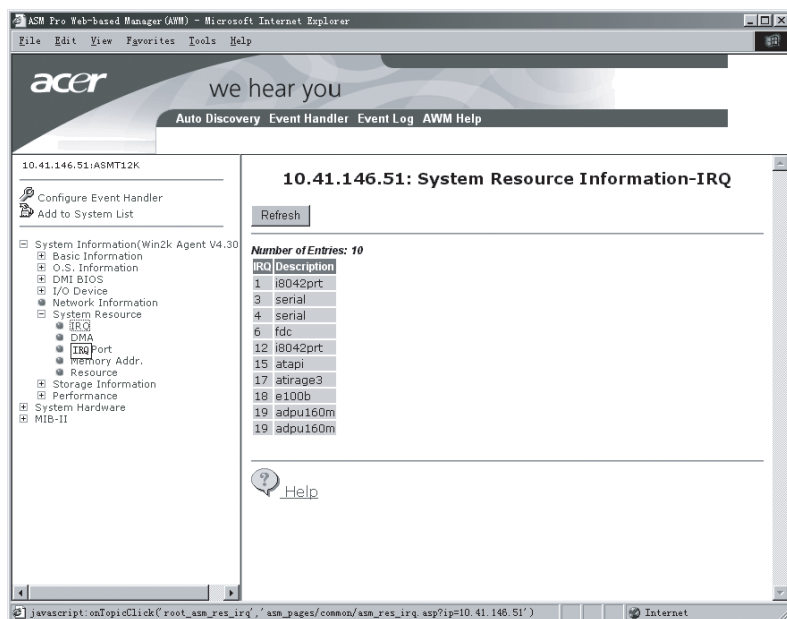 ASM Pro Web-based Manager (AWM) - Microsoft Internet Explorer
File Edit View Favorites Tools Help
acer
we hear you
Auto Discovery Event Handler Event Log AWM Help
10.41.146.51:ASMT12K
Configure Event Handler
Add to System List
System Information(Win2k Agent V4.30
Basic Information
O.S. Information
DMI BIOS
I/O Device
Network Information
System Resource
IRQ
DMA
IRQ Port
Memory Addr.
Resource
Storage Information
Performance
System Hardware
MIB-II
10.41.146.51: System Resource Information-IRQ
Refresh
Number of Entries: 10
IRQ Description
1 i8042prt
3 serial
4 serial
6 fdc
12 i8042prt
15 atapi
17 atirage3
18 e100b
19 adpu160m
19 adpu160m
? Help
javascript:onTopicClick('root_asm_res_irq','asm_pages/common/asm_res_irq.asp?ip=10.41.146.51')
Internet